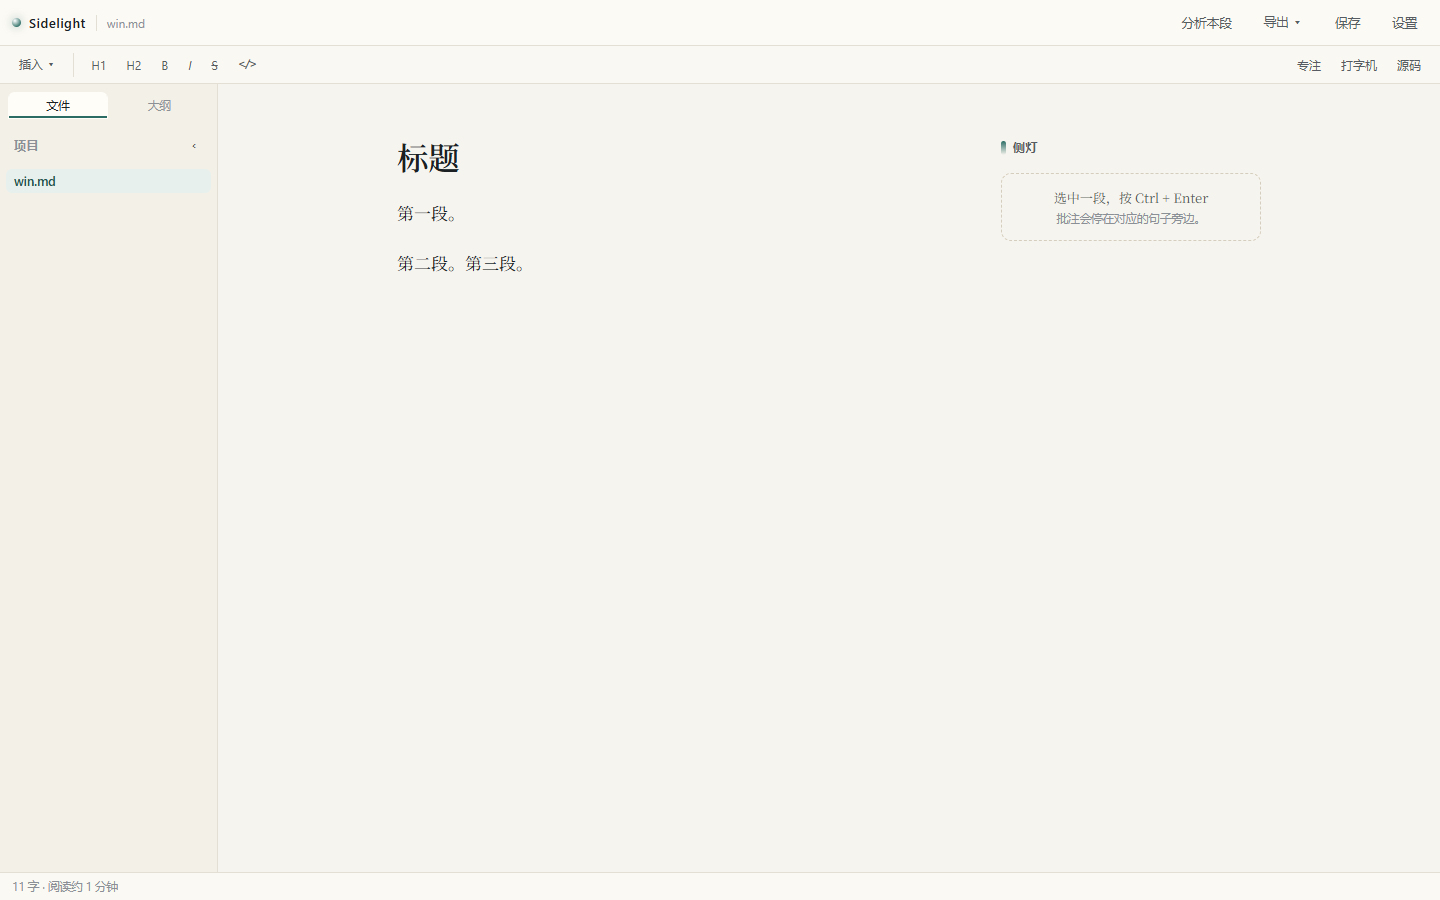 Sidelight win.md 分析本段 导出 保存 设置
插入 H1 H2 B I S </> 专注 打字机 源码
文件 大纲
项目
win.md
标题
第一段。
第二段。第三段。
侧灯
选中一段，按 Ctrl + Enter
批注会停在对应的句子旁边。
11 字 · 阅读约 1 分钟